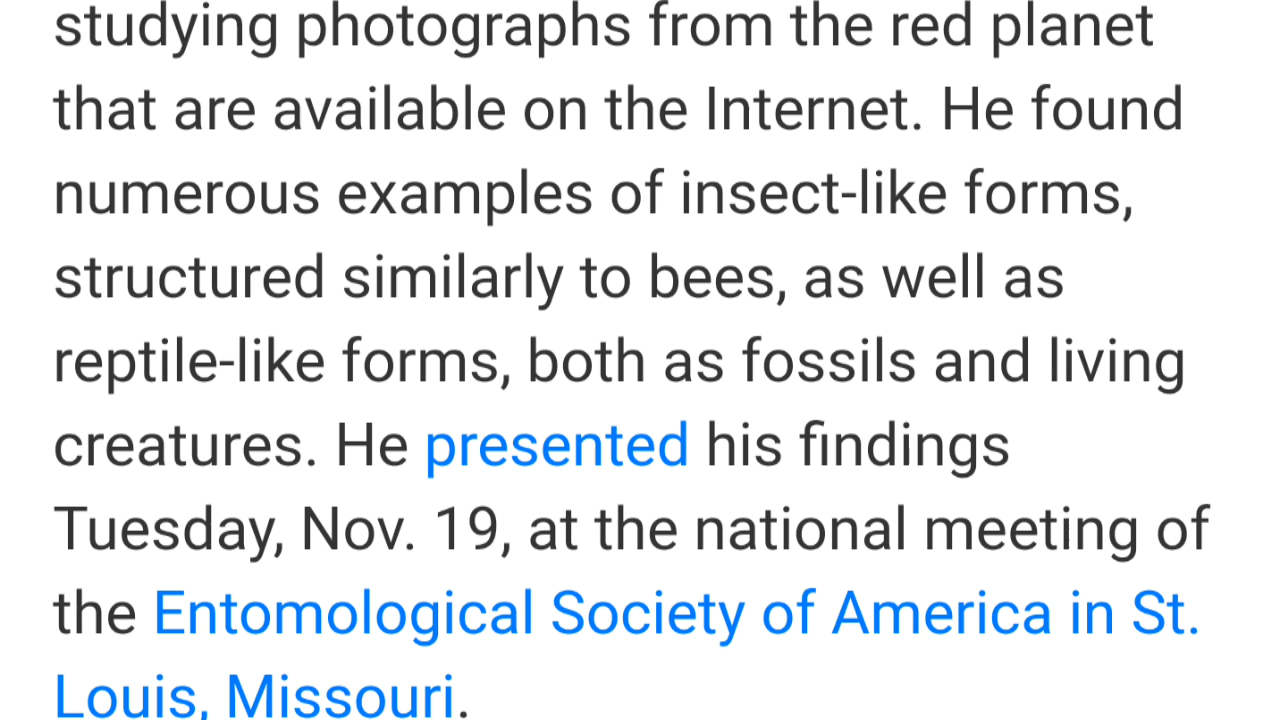 studying photographs from the red planet
that are available on the Internet. He found
numerous examples of insect-like forms,
structured similarly to bees, as well as
reptile-like forms, both as fossils and living
creatures. He presented his findings
Tuesday, Nov. 19, at the national meeting of
the Entomological Society of America in St.
Louis, Missouri.